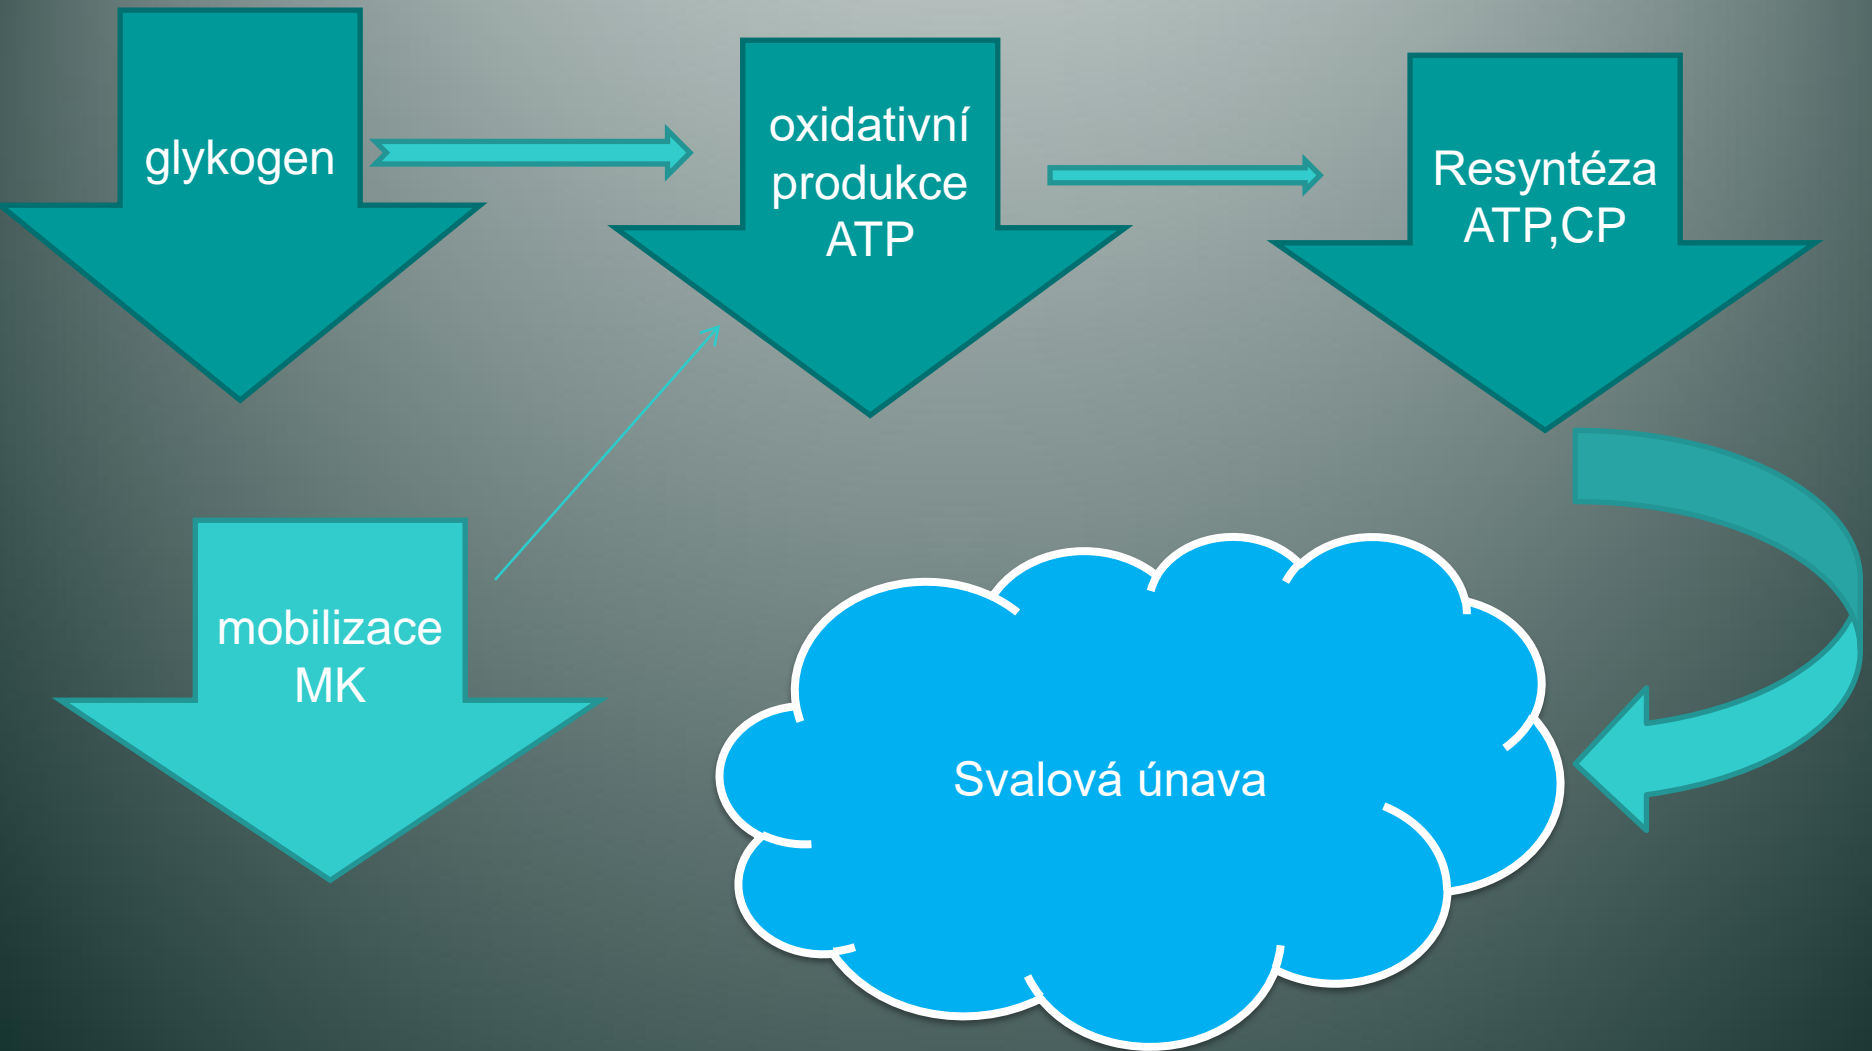 glykogen
oxidativní
produkce
ATP
Resyntéza
ATP,CP
mobilizace
MK
Svalová únava